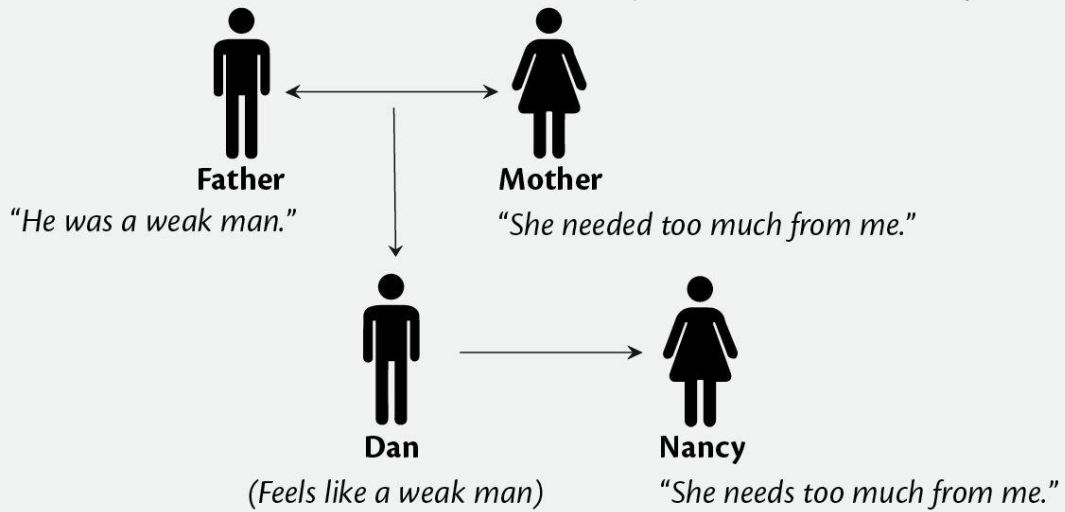 Father
Mother
“He was a weak man.”
“She needed too much from me.”
Dan
Nancy
(Feels like a weak man)
“She needs too much from me.”